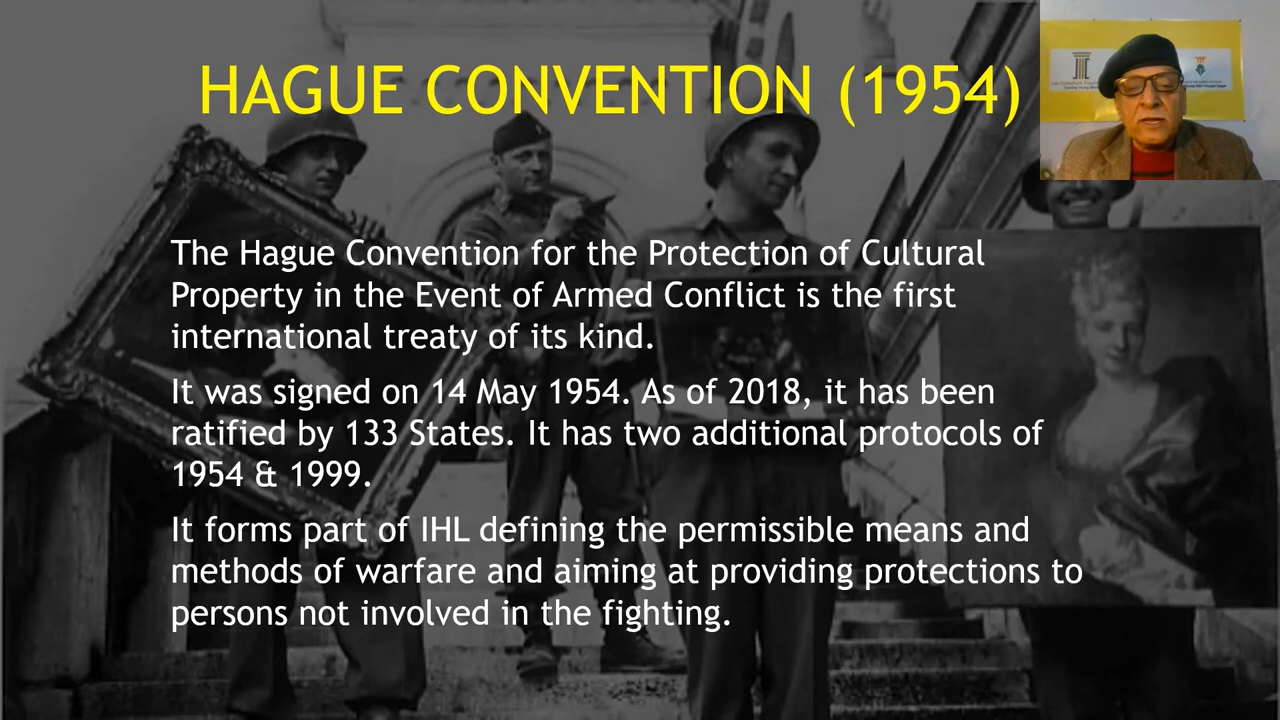 HAGUE CONVENTION (1954)
The Hague Convention for the Protection of Cultural
Property in the Event of Armed Conflict is the first
international treaty of its kind.
It was signed on 14 May 1954. As of 2018, it has been
ratified by 133 States. It has two additional protocols of
1954 & 1999.
It forms part of IHL defining the permissible means and
methods of warfare and aiming at providing protections to
persons not involved in the fighting.